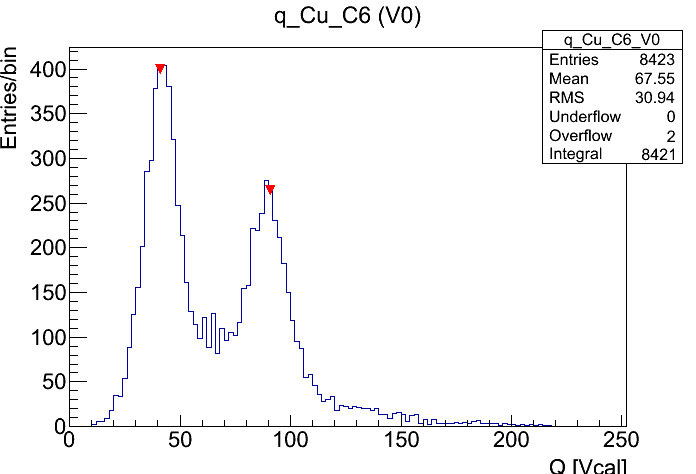 q_Cu_C6 (V0)
q_Cu_C6_V0
Entries 8423
Mean 67.55
RMS 30.94
Underflow 0
Overflow 2
Integral 8421
Entries/bin
400
350
300
250
200
150
100
50
0
0 50 100 150 200 250
Q [Vcal]